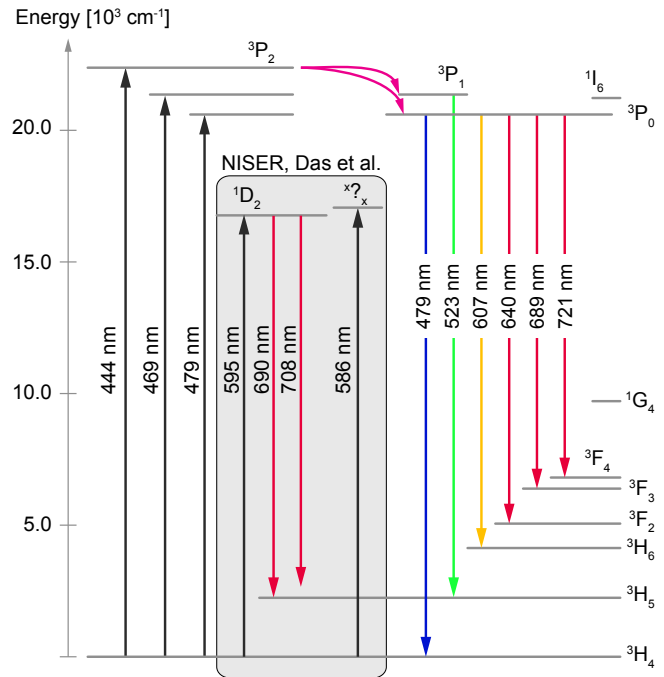 Energy [10³ cm⁻¹]
³P₂
³P₁
¹I₆
³P₀
20.0
NISER, Das et al.
¹D₂
ˣ?ₓ
15.0
444 nm
469 nm
479 nm
595 nm
690 nm
708 nm
586 nm
479 nm
523 nm
607 nm
640 nm
689 nm
721 nm
10.0
¹G₄
³F₄
³F₃
³F₂
5.0
³H₆
³H₅
³H₄